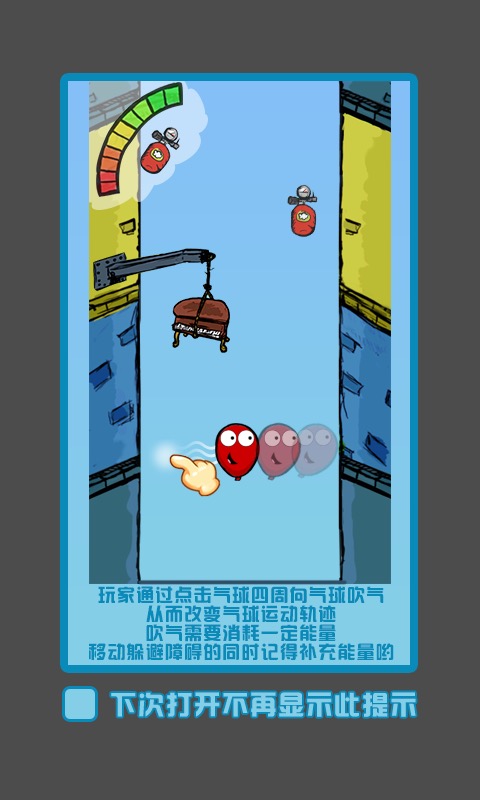 玩家通过点击气球四周向气球吹气
从而改变气球运动轨迹
吹气需要消耗一定能量
移动躲避障碍的同时记得补充能量哟
下次打开不再显示此提示